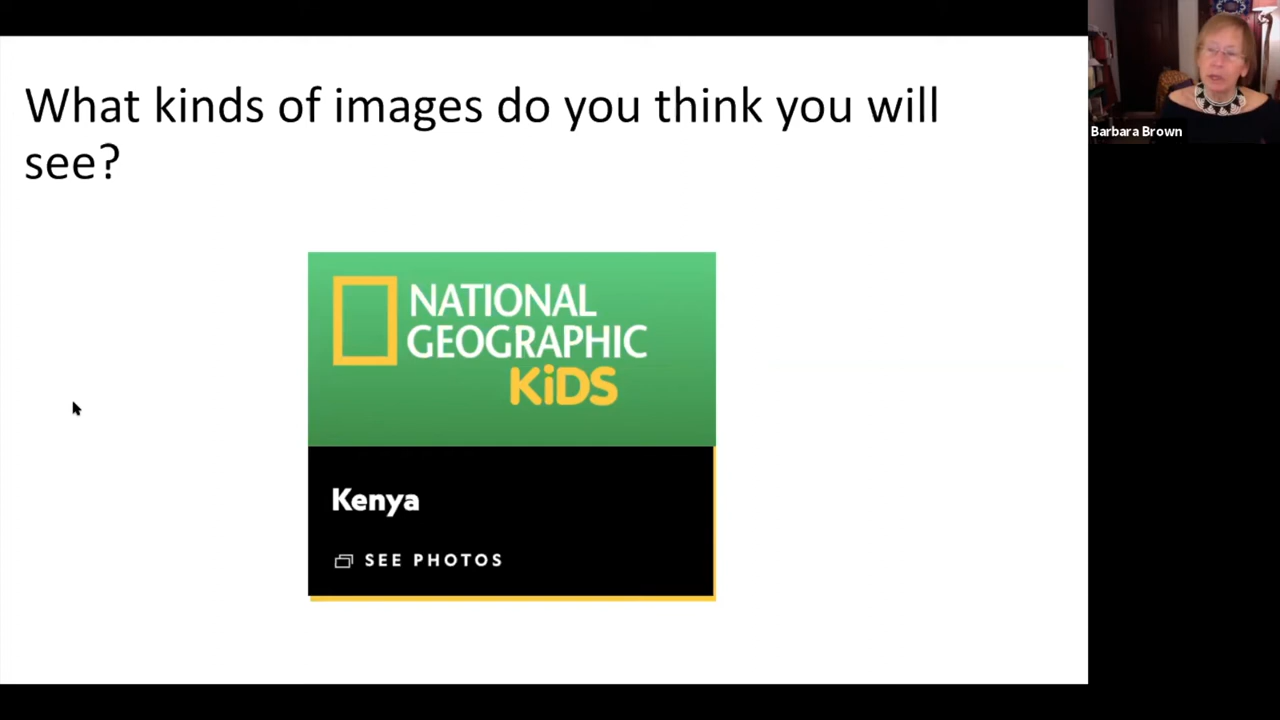 What kinds of images do you think you will
see?
NATIONAL
GEOGRAPHIC
KiDS
Kenya
SEE PHOTOS
Barbara Brown